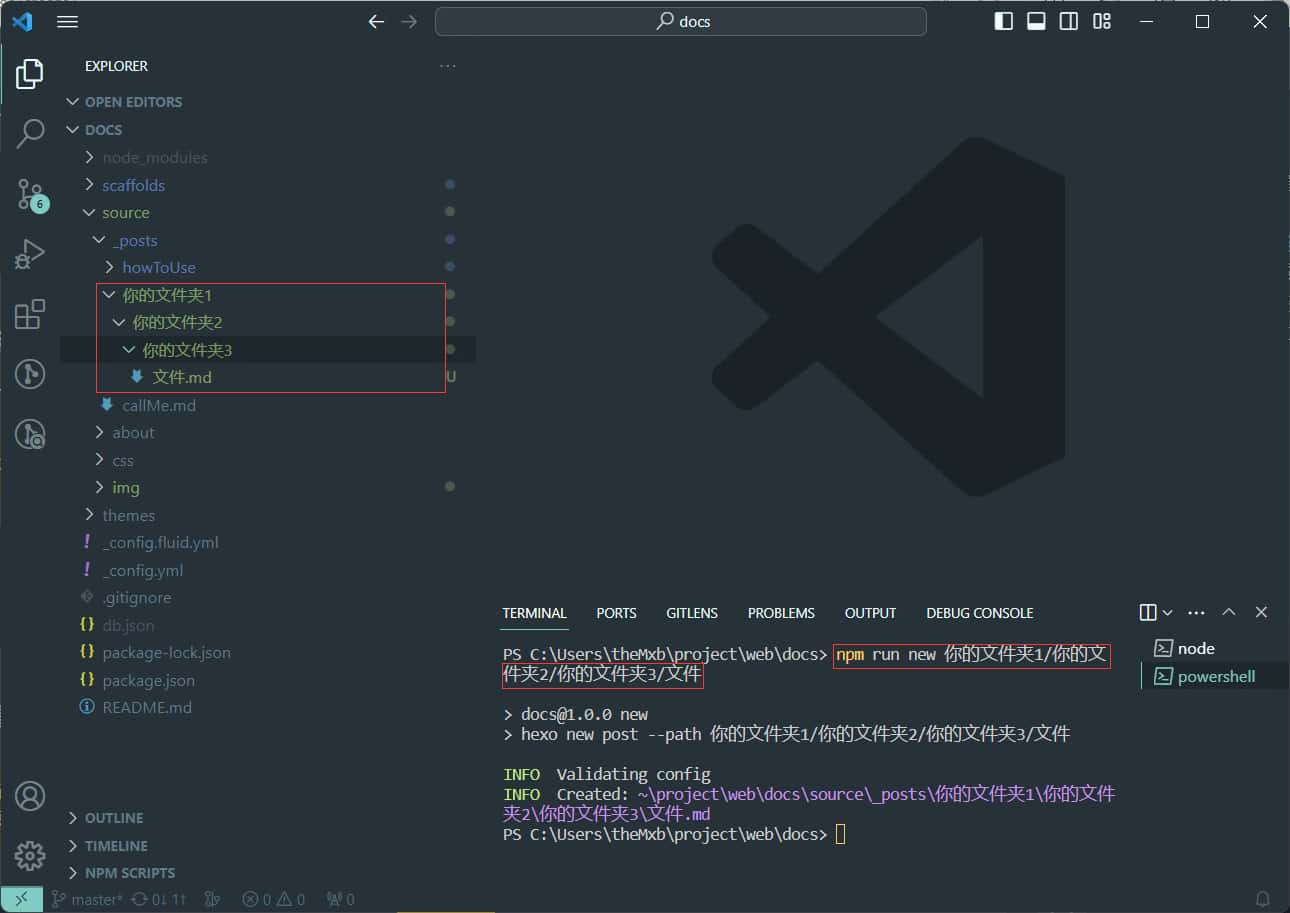 docs
EXPLORER
OPEN EDITORS
DOCS
node_modules
scaffolds
6
source
_posts
howToUse
你的文件夹1
你的文件夹2
你的文件夹3
文件.md
U
callMe.md
about
css
img
themes
! _config.fluid.yml
! _config.yml
.gitignore
{} db.json
{} package-lock.json
{} package.json
README.md
OUTLINE
TIMELINE
NPM SCRIPTS
TERMINAL PORTS GITLENS PROBLEMS OUTPUT DEBUG CONSOLE
PS C:\Users\theMxb\project\web\docs> npm run new 你的文件夹1/你的文
件夹2/你的文件夹3/文件
> docs@1.0.0 new
> hexo new post --path 你的文件夹1/你的文件夹2/你的文件夹3/文件
INFO  Validating config
INFO  Created: ~\project\web\docs\source\_posts\你的文件夹1\你的文件
夹2\你的文件夹3\文件.md
PS C:\Users\theMxb\project\web\docs>
node
powershell
master* 0↓ 1↑ 0 0 0